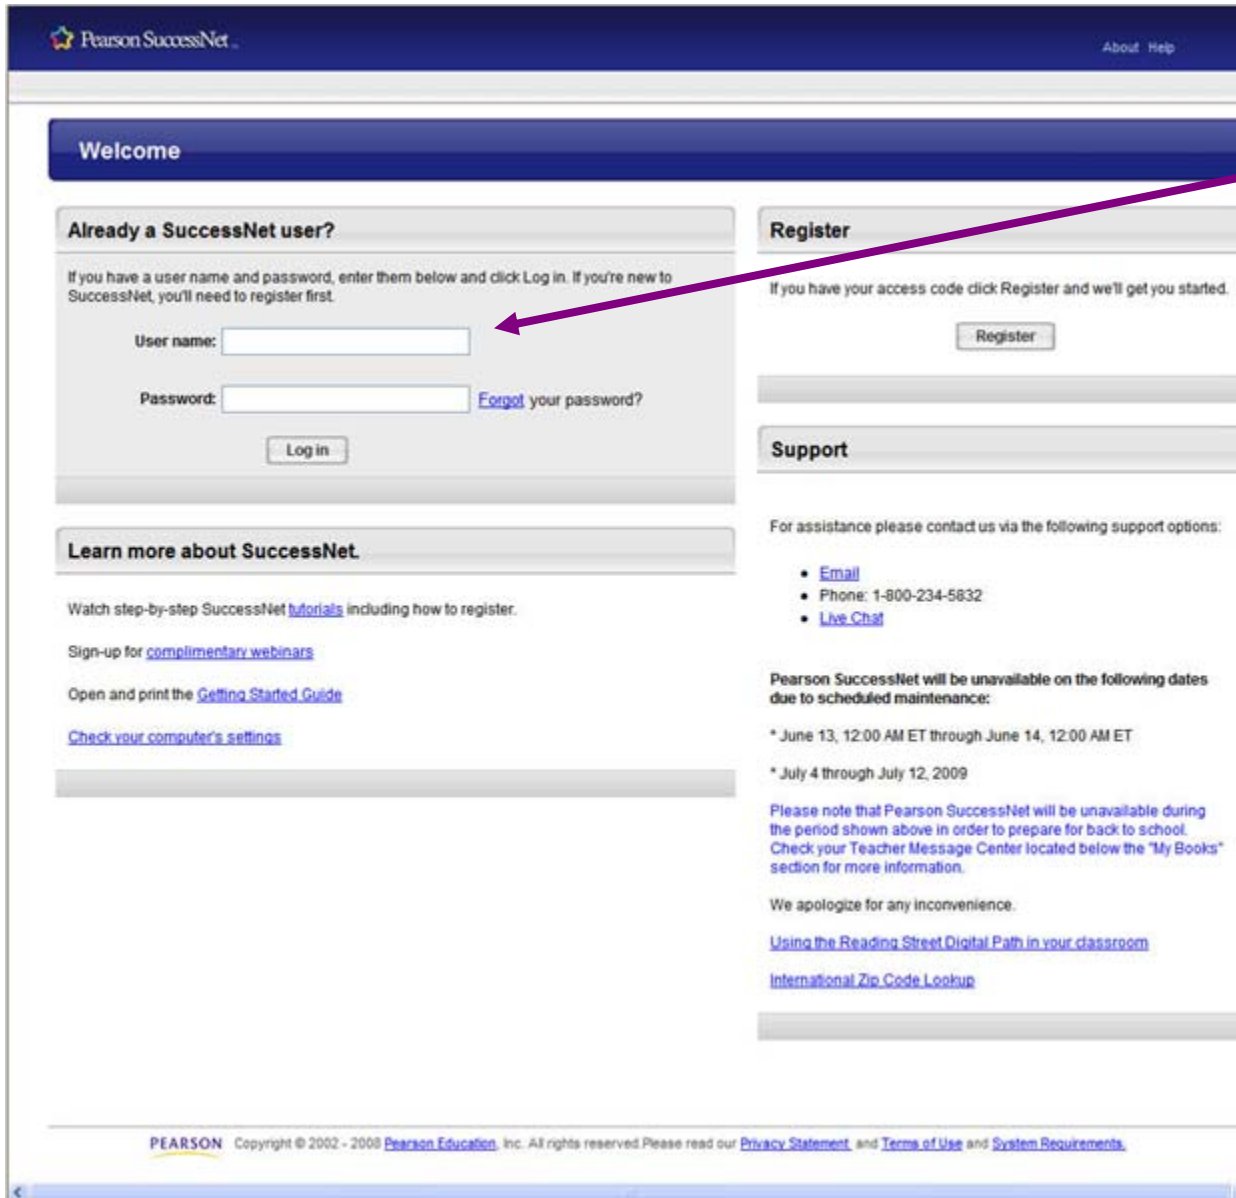 Pearson SuccessNet
About Help
Welcome
Already a SuccessNet user?
If you have a user name and password, enter them below and click Log in. If you're new to
SuccessNet, you'll need to register first.
User name:
Password:
Forgot your password?
Log in
Learn more about SuccessNet.
Watch step-by-step SuccessNet tutorials including how to register.
Sign-up for complimentary webinars
Open and print the Getting Started Guide
Check your computer's settings
Register
If you have your access code click Register and we'll get you started.
Register
Support
For assistance please contact us via the following support options:
• Email
• Phone: 1-800-234-5832
• Live Chat
Pearson SuccessNet will be unavailable on the following dates
due to scheduled maintenance:
* June 13, 12:00 AM ET through June 14, 12:00 AM ET
* July 4 through July 12, 2009
Please note that Pearson SuccessNet will be unavailable during
the period shown above in order to prepare for back to school.
Check your Teacher Message Center located below the "My Books"
section for more information.
We apologize for any inconvenience.
Using the Reading Street Digital Path in your classroom
International Zip Code Lookup
PEARSON Copyright © 2002 - 2008 Pearson Education, Inc. All rights reserved.Please read our Privacy Statement and Terms of Use and System Requirements.